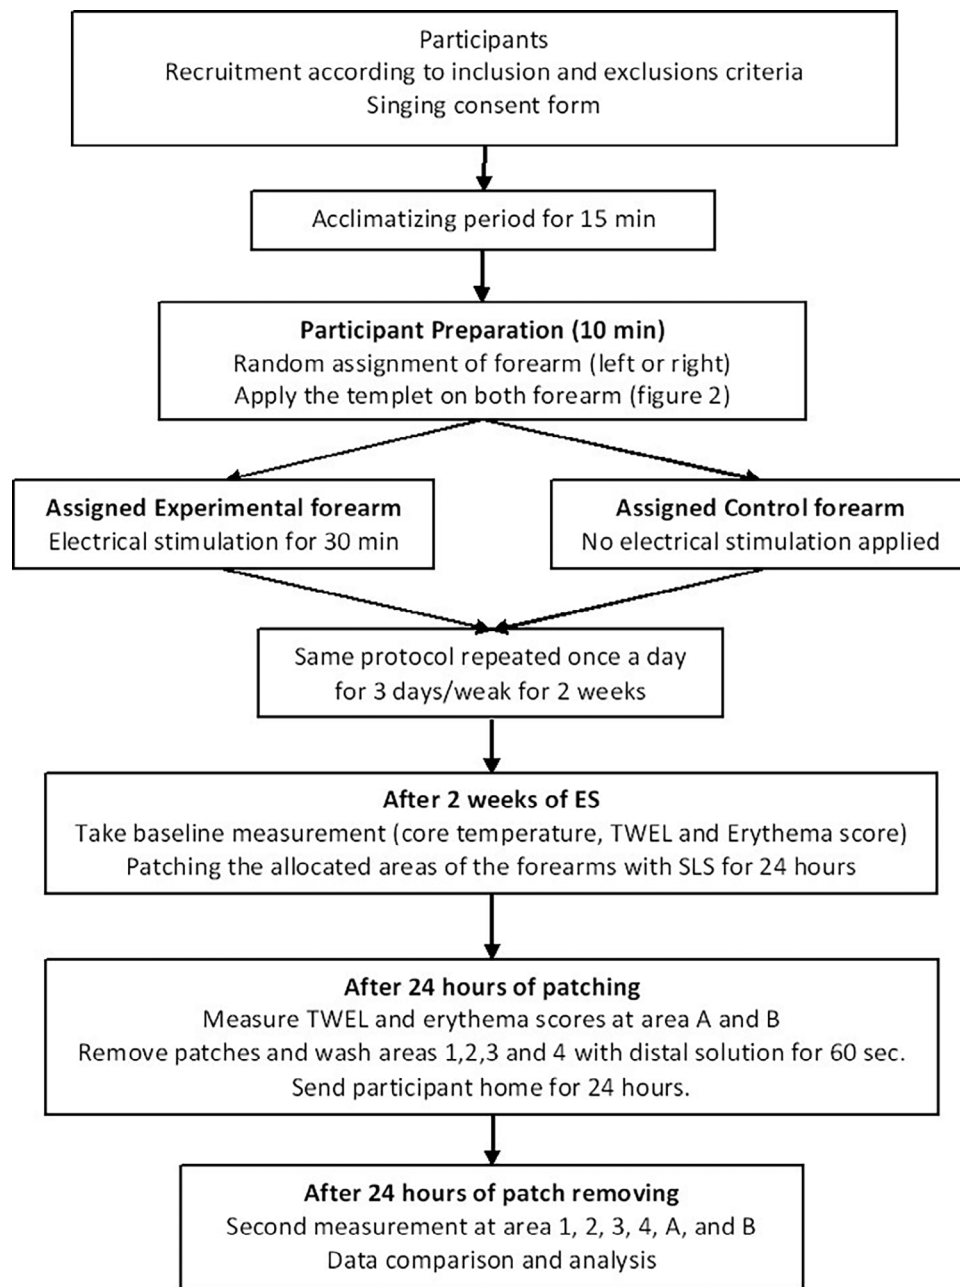 Participants
Recruitment according to inclusion and exclusions criteria
Singing consent form
Acclimatizing period for 15 min
Participant Preparation (10 min)
Random assignment of forearm (left or right)
Apply the templet on both forearm (figure 2)
Assigned Experimental forearm
Electrical stimulation for 30 min
Assigned Control forearm
No electrical stimulation applied
Same protocol repeated once a day
for 3 days/weak for 2 weeks
After 2 weeks of ES
Take baseline measurement (core temperature, TWEL and Erythema score)
Patching the allocated areas of the forearms with SLS for 24 hours
After 24 hours of patching
Measure TWEL and erythema scores at area A and B
Remove patches and wash areas 1,2,3 and 4 with distal solution for 60 sec.
Send participant home for 24 hours.
After 24 hours of patch removing
Second measurement at area 1, 2, 3, 4, A, and B
Data comparison and analysis